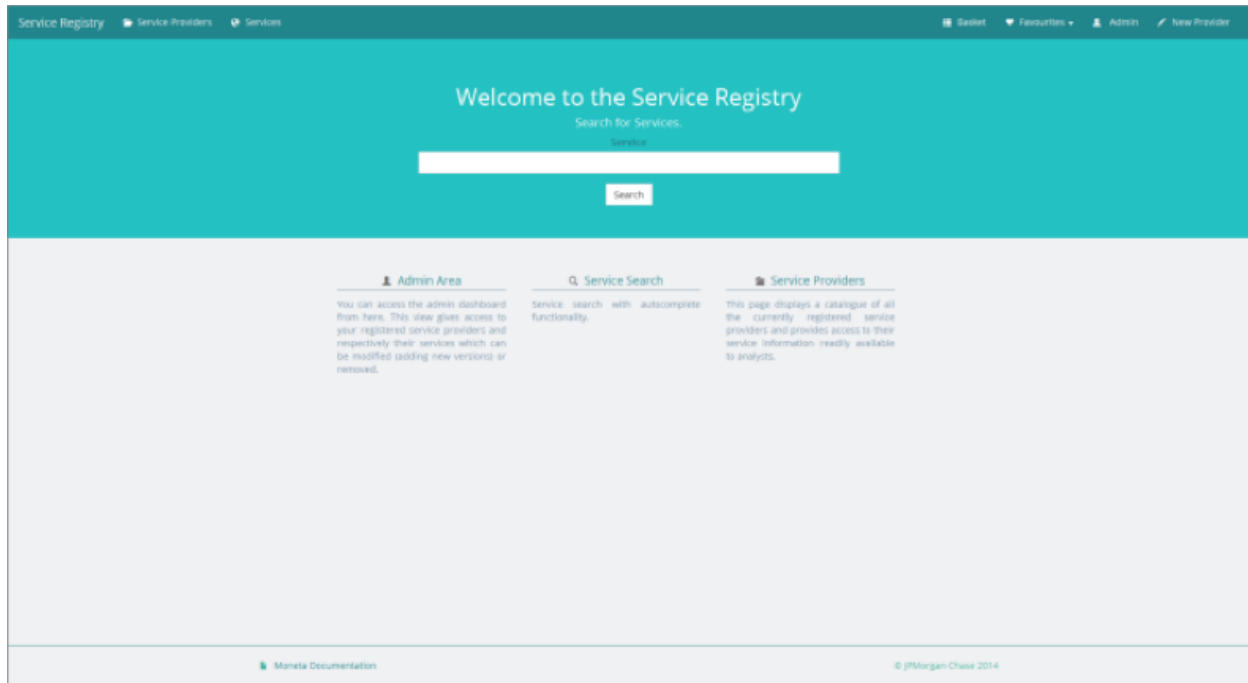 Service Registry Service Providers Services Basket Favourites Admin New Provider
Welcome to the Service Registry
Search for Services.
Service
Search
Admin Area
You can access the admin dashboard
from here. This view gives access to
your registered service providers and
respectively their services which can
be modified (adding new versions) or
removed.
Service Search
Service search with autocomplete
functionality.
Service Providers
This page displays a catalogue of all
the currently registered service
providers and provides access to their
service information readily available
to analysts.
Moneta Documentation
© JPMorgan Chase 2014